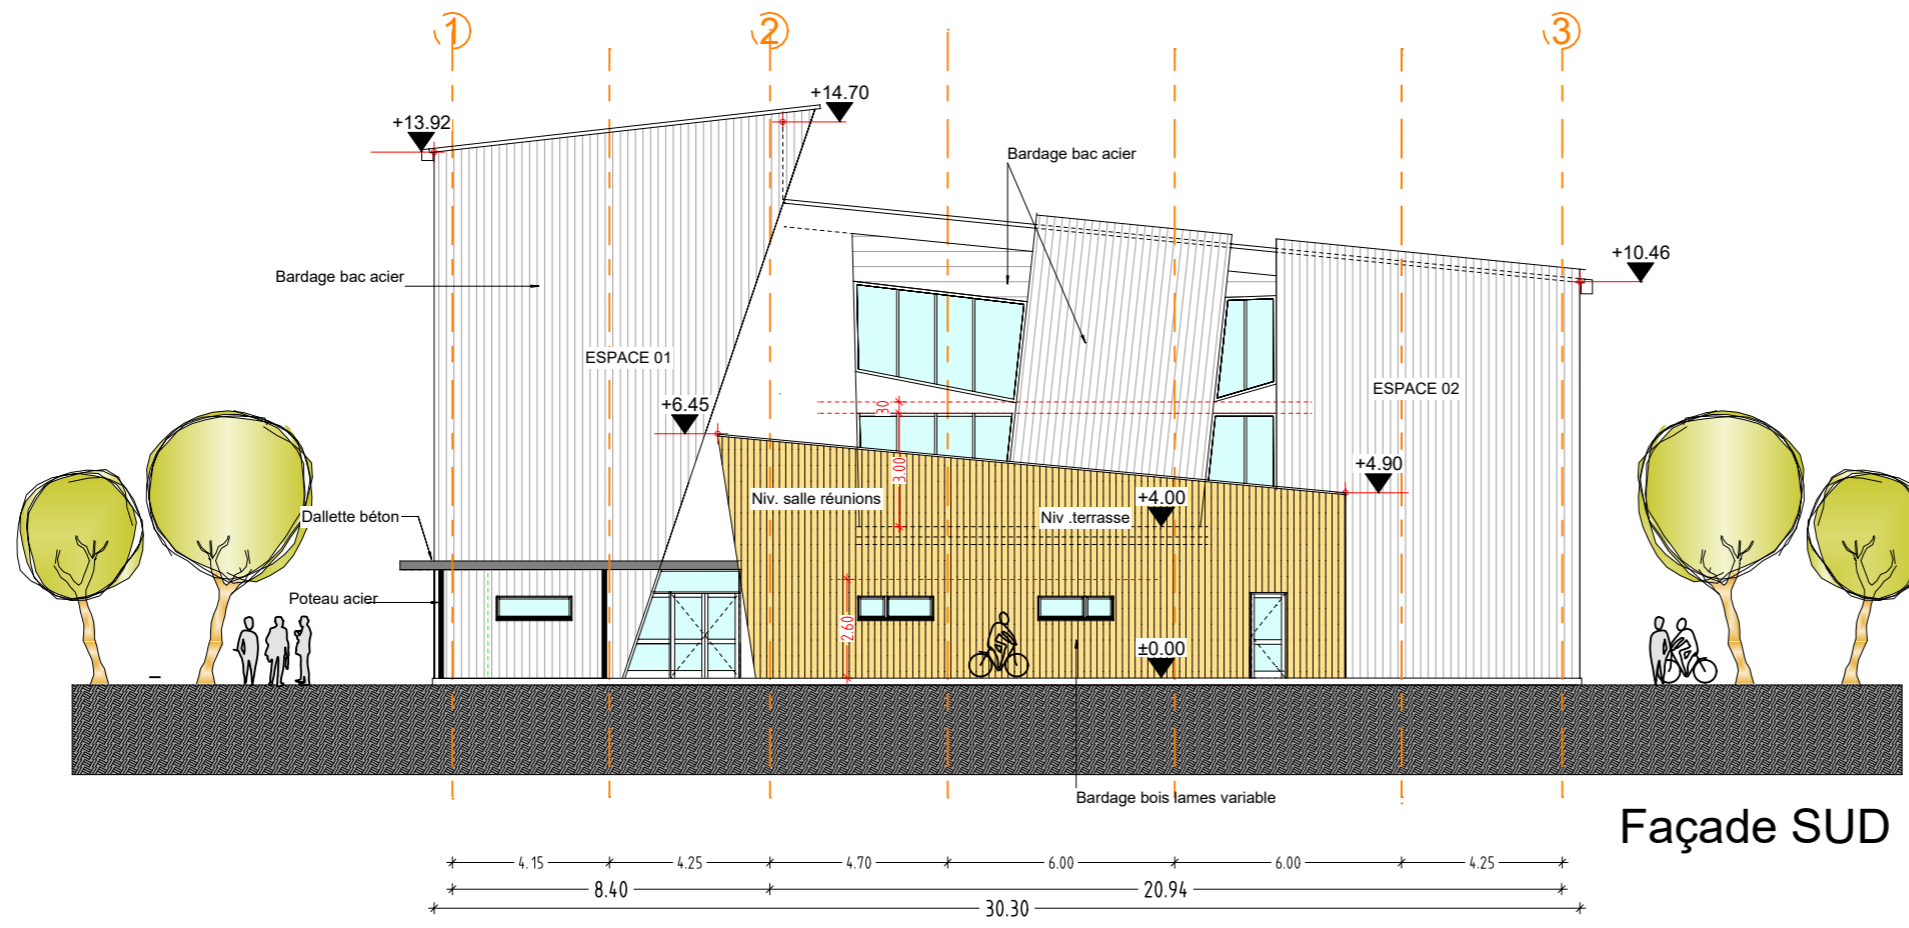 1
2
3
+14.70
+13.92
Bardage bac acier
+10.46
Bardage bac acier
ESPACE 01
ESPACE 02
30
+6.45
+4.90
3.00
Niv. salle réunions
+4.00
Niv .terrasse
Dallette béton
Poteau acier
2.60
±0.00
Bardage bois lames variable
Façade SUD
4.15
4.25
4.70
6.00
6.00
4.25
8.40
20.94
30.30